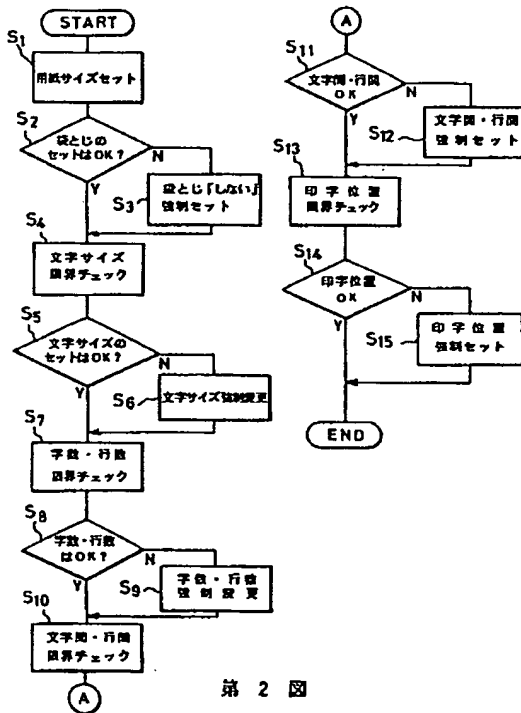 START
S1
用紙サイズセット
S2
袋とじの
セットはOK?
N
Y
S3
袋とじ「しない」
強制セット
S4
文字サイズ
限界チェック
S5
文字サイズの
セットはOK?
N
Y
S6
文字サイズ強制変更
S7
字数・行数
限界チェック
S8
字数・行数
はOK?
N
Y
S9
字数・行数
強制変更
S10
文字間・行間
限界チェック
A
A
S11
文字間・行間
OK
N
Y
S12
文字間・行間
強制セット
S13
印字位置
限界チェック
S14
印字位置
OK
N
Y
S15
印字位置
強制セット
END
第2図